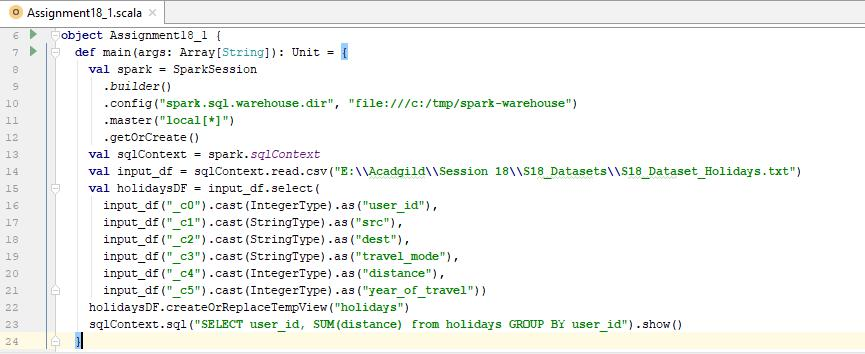 Assignment18_1.scala
6 object Assignment18_1 {
7 def main(args: Array[String]): Unit = {
8 val spark = SparkSession
9 .builder()
10 .config("spark.sql.warehouse.dir", "file:///c:/tmp/spark-warehouse")
11 .master("local[*]")
12 .getOrCreate()
13 val sqlContext = spark.sqlContext
14 val input_df = sqlContext.read.csv("E:\\Acadgild\\Session 18\\S18_Datasets\\S18_Dataset_Holidays.txt")
15 val holidaysDF = input_df.select(
16 input_df("_c0").cast(IntegerType).as("user_id"),
17 input_df("_c1").cast(StringType).as("src"),
18 input_df("_c2").cast(StringType).as("dest"),
19 input_df("_c3").cast(StringType).as("travel_mode"),
20 input_df("_c4").cast(IntegerType).as("distance"),
21 input_df("_c5").cast(IntegerType).as("year_of_travel"))
22 holidaysDF.createOrReplaceTempView("holidays")
23 sqlContext.sql("SELECT user_id, SUM(distance) from holidays GROUP BY user_id").show()
24 }